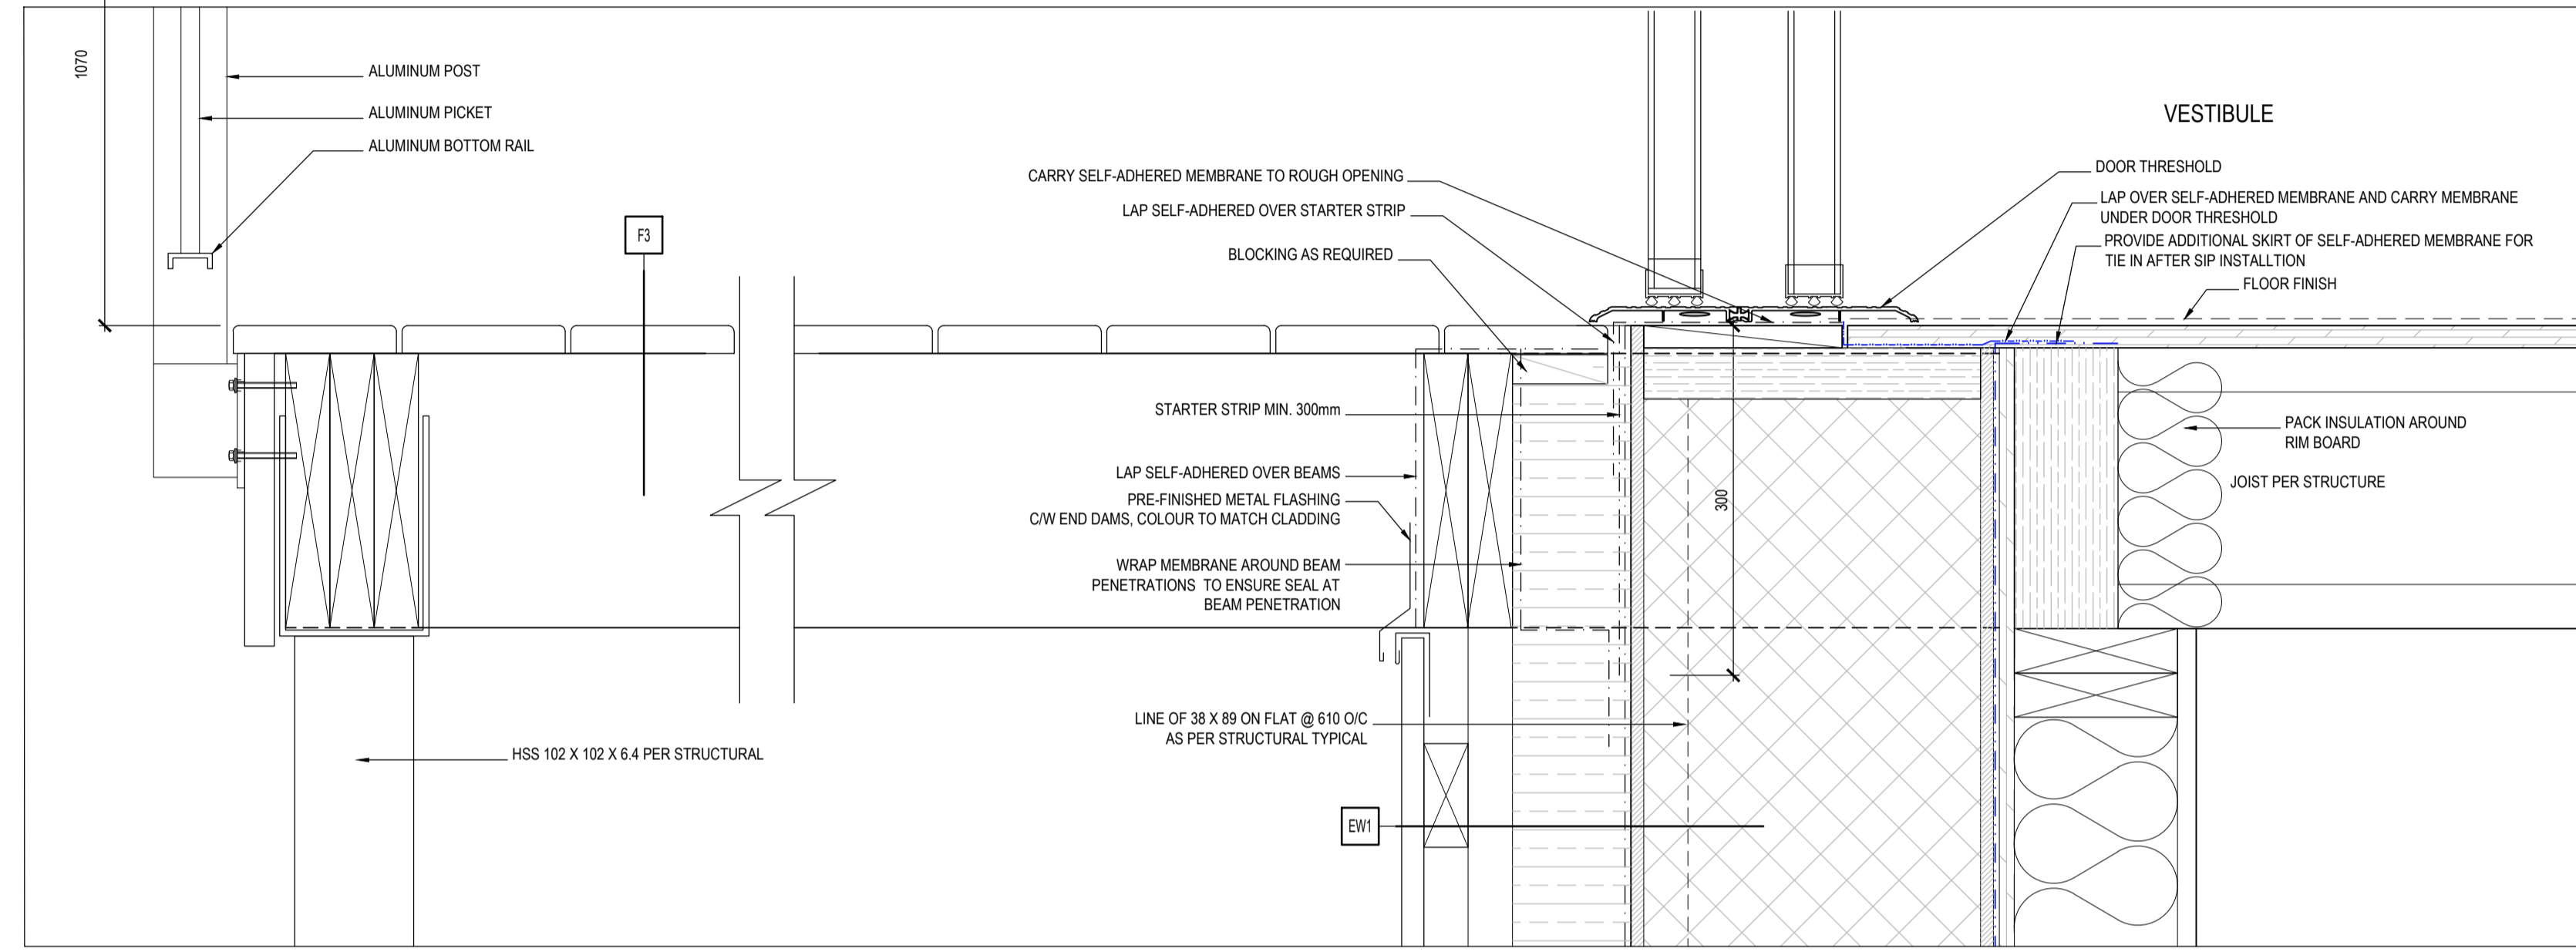 1070
ALUMINUM POST
ALUMINUM PICKET
ALUMINUM BOTTOM RAIL
F3
CARRY SELF-ADHERED MEMBRANE TO ROUGH OPENING
LAP SELF-ADHERED OVER STARTER STRIP
BLOCKING AS REQUIRED
STARTER STRIP MIN. 300mm
LAP SELF-ADHERED OVER BEAMS
PRE-FINISHED METAL FLASHING
C/W END DAMS, COLOUR TO MATCH CLADDING
WRAP MEMBRANE AROUND BEAM
PENETRATIONS TO ENSURE SEAL AT
BEAM PENETRATION
LINE OF 38 X 89 ON FLAT @ 610 O/C
AS PER STRUCTURAL TYPICAL
HSS 102 X 102 X 6.4 PER STRUCTURAL
EW1
300
VESTIBULE
DOOR THRESHOLD
LAP OVER SELF-ADHERED MEMBRANE AND CARRY MEMBRANE
UNDER DOOR THRESHOLD
PROVIDE ADDITIONAL SKIRT OF SELF-ADHERED MEMBRANE FOR
TIE IN AFTER SIP INSTALLTION
FLOOR FINISH
PACK INSULATION AROUND
RIM BOARD
JOIST PER STRUCTURE